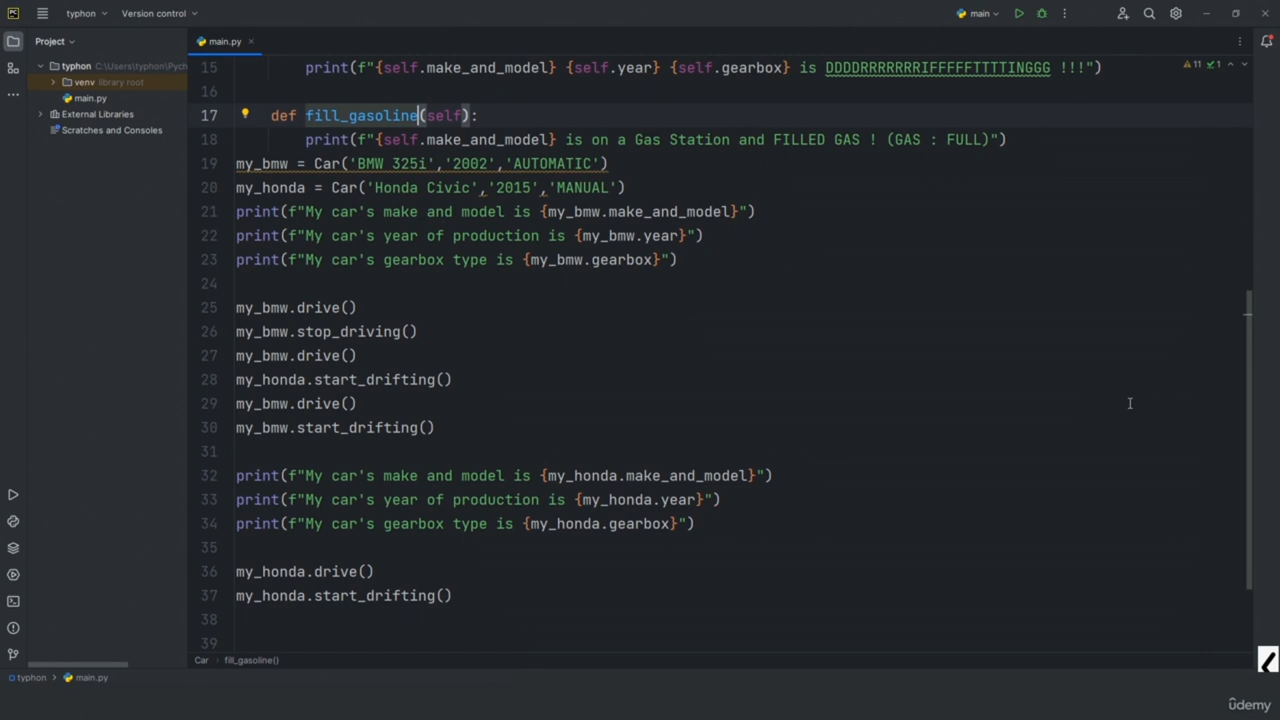 PC typhon Version control main
Project main.py
typhon C:\Users\typhon\Pych
venv library root
main.py
External Libraries
Scratches and Consoles
11 1
15 print(f"{self.make_and_model} {self.year} {self.gearbox} is DDDDRRRRRRRIFFFFFTTTTINGGG !!!")
16
17 def fill_gasoline(self):
18 print(f"{self.make_and_model} is on a Gas Station and FILLED GAS ! (GAS : FULL)")
19 my_bmw = Car('BMW 325i','2002','AUTOMATIC')
20 my_honda = Car('Honda Civic','2015','MANUAL')
21 print(f"My car's make and model is {my_bmw.make_and_model}")
22 print(f"My car's year of production is {my_bmw.year}")
23 print(f"My car's gearbox type is {my_bmw.gearbox}")
24
25 my_bmw.drive()
26 my_bmw.stop_driving()
27 my_bmw.drive()
28 my_honda.start_drifting()
29 my_bmw.drive()
30 my_bmw.start_drifting()
31
32 print(f"My car's make and model is {my_honda.make_and_model}")
33 print(f"My car's year of production is {my_honda.year}")
34 print(f"My car's gearbox type is {my_honda.gearbox}")
35
36 my_honda.drive()
37 my_honda.start_drifting()
38
39
Car fill_gasoline()
typhon main.py
ûdemy